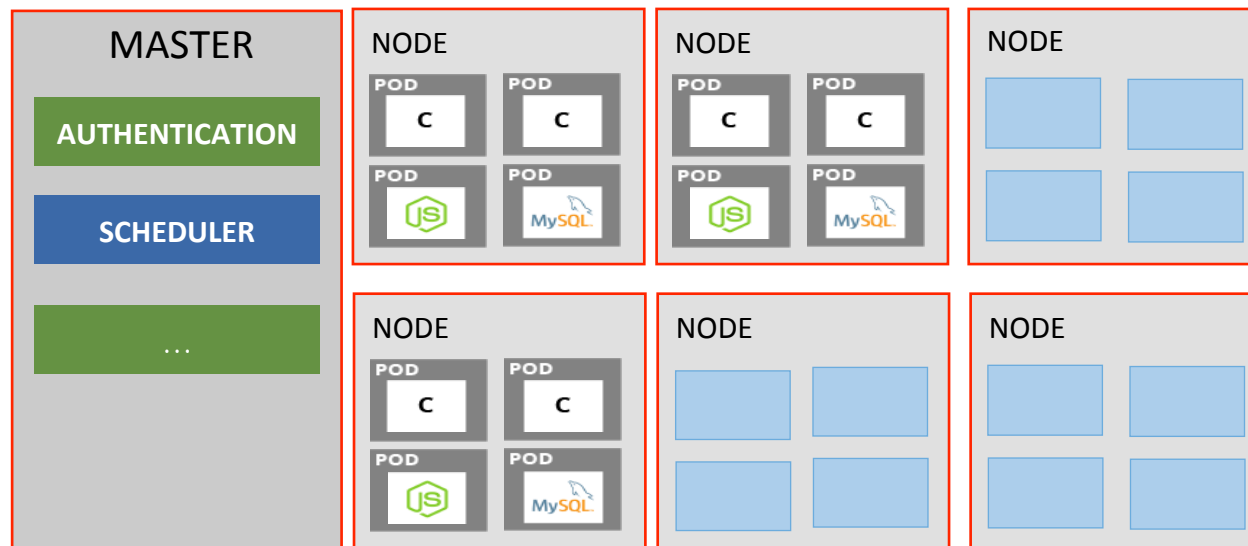 MASTER
AUTHENTICATION
SCHEDULER
...
NODE
POD
C
POD
C
POD
JS
POD
MySQL
NODE
POD
C
POD
C
POD
JS
POD
MySQL
NODE
NODE
POD
C
POD
C
POD
JS
POD
MySQL
NODE
NODE